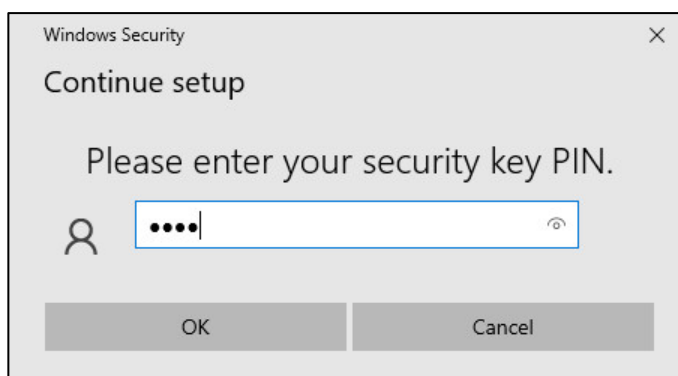 Windows Security
Continue setup
Please enter your security key PIN.
••••
OK
Cancel